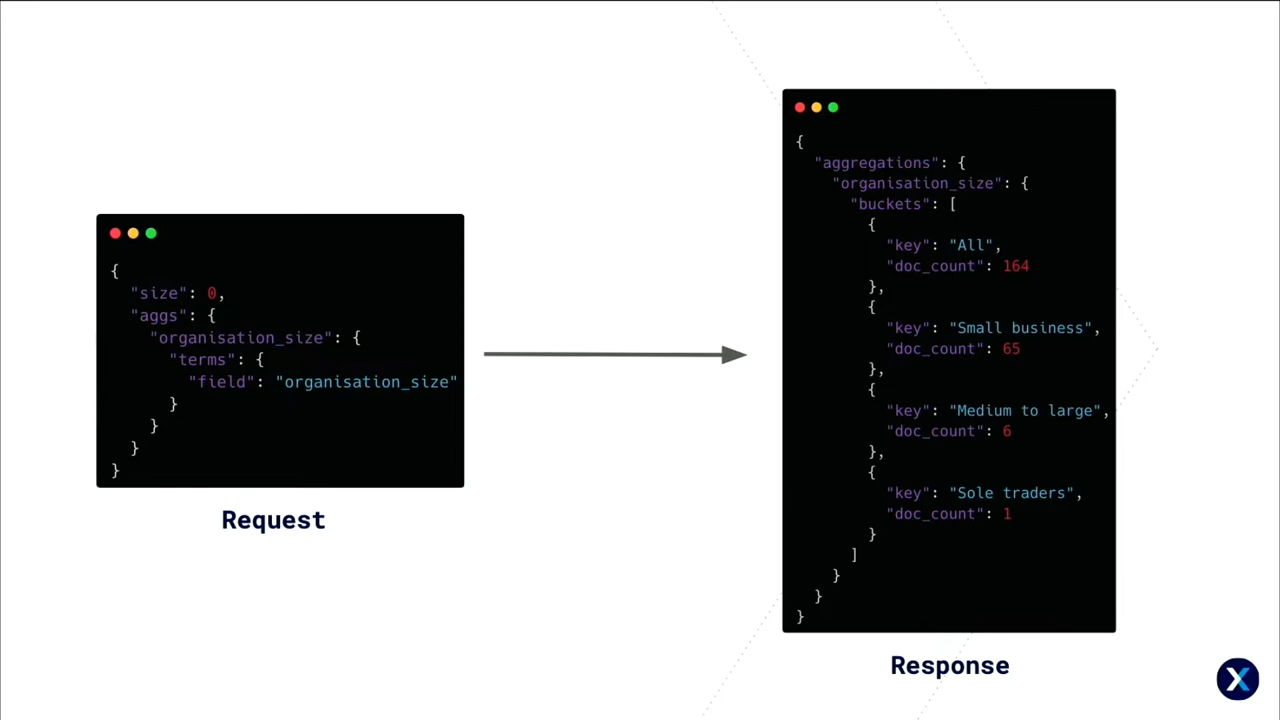 {
  "size": 0,
  "aggs": {
    "organisation_size": {
      "terms": {
        "field": "organisation_size"
      }
    }
  }
}
Request
{
  "aggregations": {
    "organisation_size": {
      "buckets": [
        {
          "key": "All",
          "doc_count": 164
        },
        {
          "key": "Small business",
          "doc_count": 65
        },
        {
          "key": "Medium to large",
          "doc_count": 6
        },
        {
          "key": "Sole traders",
          "doc_count": 1
        }
      ]
    }
  }
}
Response
X